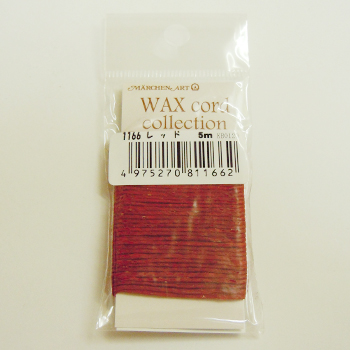 MARCHEN ART
WAX cord
collection
1166 レッド 5m
4 975270 811662